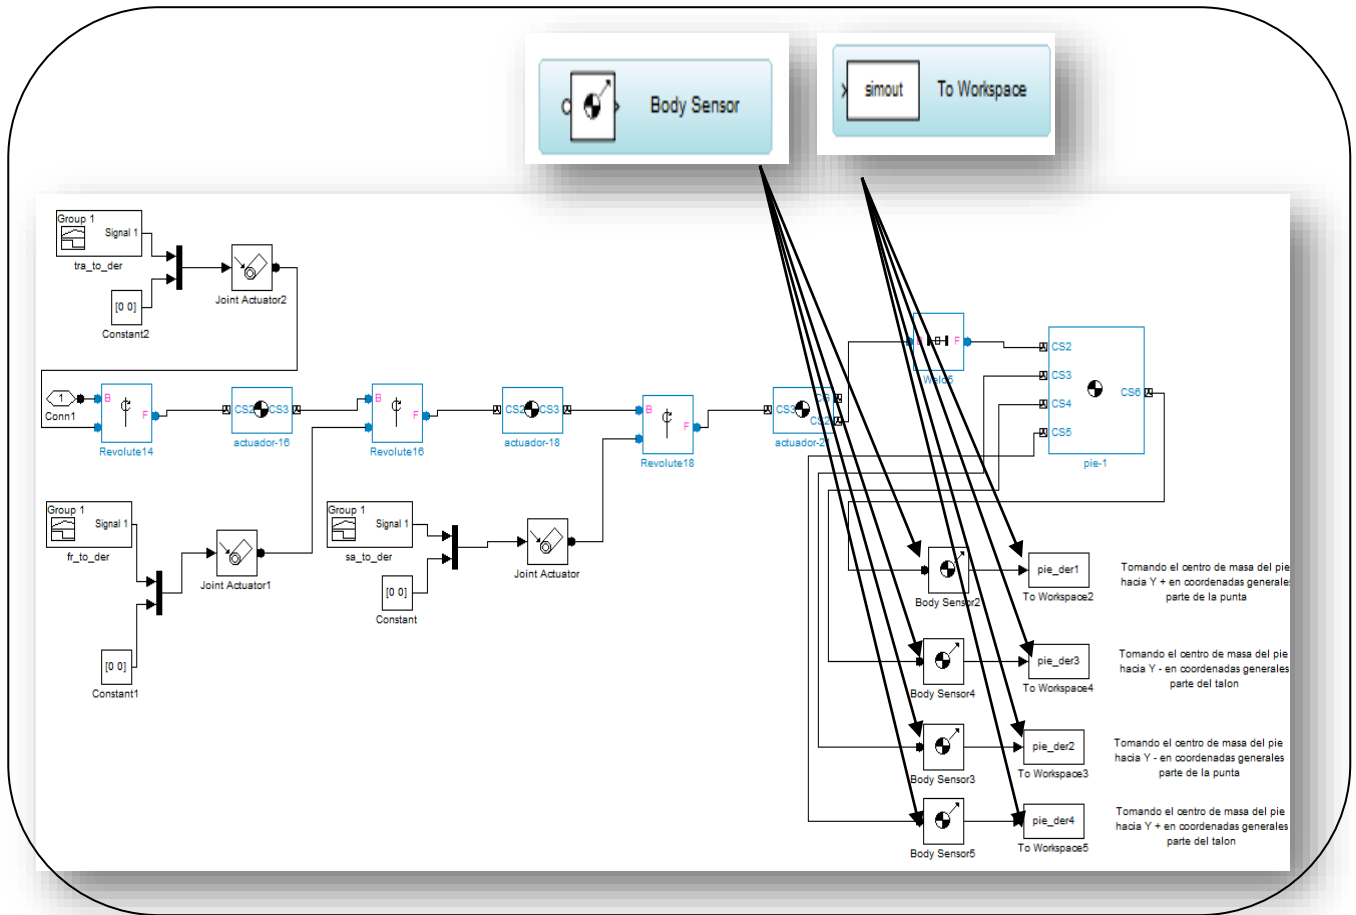 Body Sensor
simout
To Workspace
Group 1
Signal 1
tra_to_der
[0 0]
Constant2
Joint Actuator2
1
Conn1
B
F
Revolute14
CS2 CS3
actuador-16
B
F
Revolute16
CS2 CS3
actuador-18
B
F
Revolute18
CS3
CS2
F
CS2
CS3
CS4
CS5
CS6
pie-1
Group 1
Signal 1
fr_to_der
[0 0]
Constant1
Joint Actuator1
Group 1
Signal 1
sa_to_der
[0 0]
Constant
Joint Actuator
Body Sensor2
pie_der1
To Workspace2
Tomando el centro de masa del pie
hacia Y + en coordenadas generales
parte de la punta
Body Sensor4
pie_der3
To Workspace4
Tomando el centro de masa del pie
hacia Y - en coordenadas generales
parte del talon
Body Sensor3
pie_der2
To Workspace3
Tomando el centro de masa del pie
hacia Y - en coordenadas generales
parte de la punta
Body Sensor5
pie_der4
To Workspace5
Tomando el centro de masa del pie
hacia Y + en coordenadas generales
parte del talon